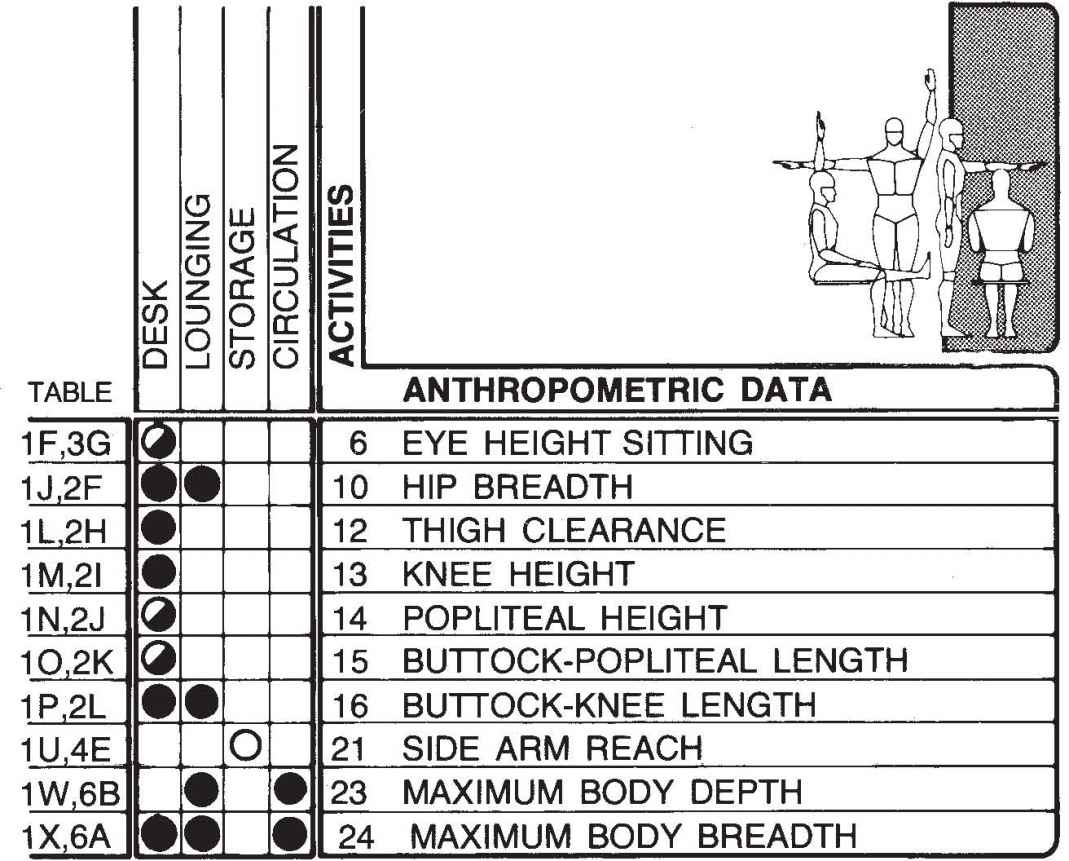 DESK
LOUNGING
STORAGE
CIRCULATION
ACTIVITIES
TABLE ANTHROPOMETRIC DATA
1F,3G 6 EYE HEIGHT SITTING
1J,2F 10 HIP BREADTH
1L,2H 12 THIGH CLEARANCE
1M,2I 13 KNEE HEIGHT
1N,2J 14 POPLITEAL HEIGHT
1O,2K 15 BUTTOCK-POPLITEAL LENGTH
1P,2L 16 BUTTOCK-KNEE LENGTH
1U,4E 21 SIDE ARM REACH
1W,6B 23 MAXIMUM BODY DEPTH
1X,6A 24 MAXIMUM BODY BREADTH